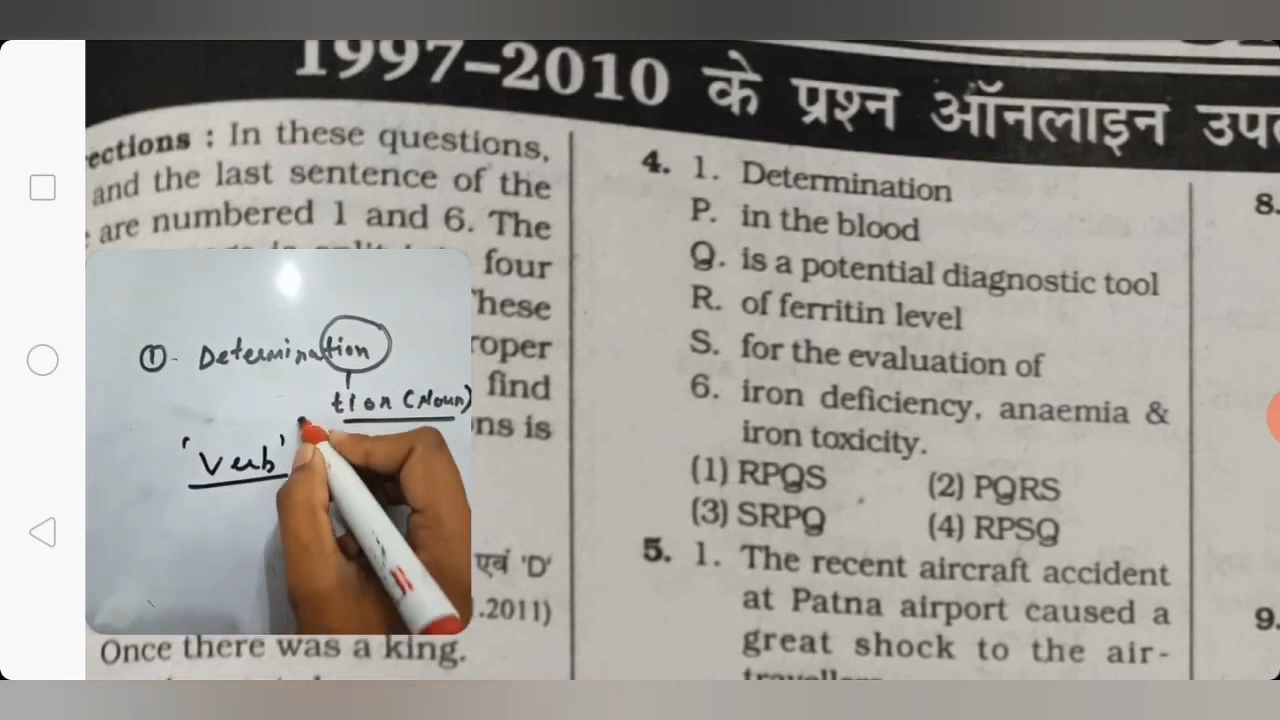 1997–2010 के प्रश्न ऑनलाइन
ections : In these questions,
and the last sentence of the
are numbered 1 and 6. The
four
hese
roper
find
ns is
① - Determination
tion (Noun)
'Verb'
एवं 'D'
.2011)
Once there was a king.
4. 1. Determination
P. in the blood
Q. is a potential diagnostic tool
R. of ferritin level
S. for the evaluation of
6. iron deficiency, anaemia &
iron toxicity.
(1) RPQS (2) PQRS
(3) SRPQ (4) RPSQ
5. 1. The recent aircraft accident
at Patna airport caused a
great shock to the air-
travellers
8.
9.